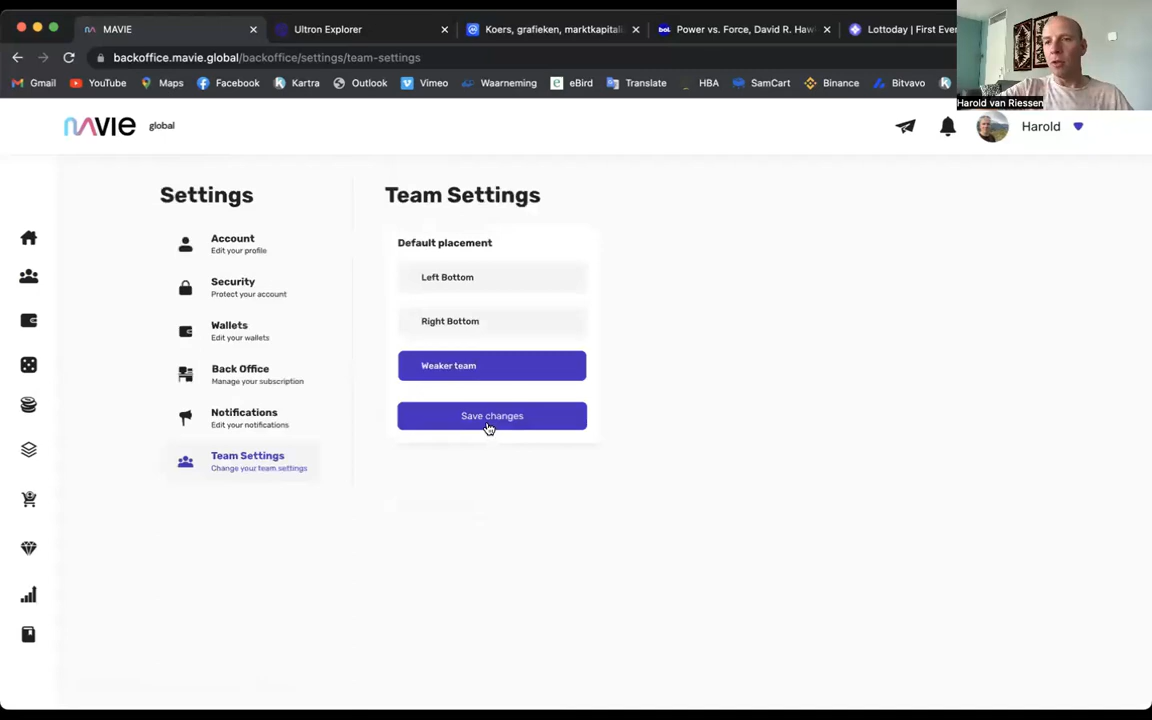 MAVIE
Ultron Explorer
Koers, grafieken, marktkapitali
Power vs. Force, David R. Haw
Lottoday | First Even
backoffice.mavie.global/backoffice/settings/team-settings
Gmail
YouTube
Maps
Facebook
Kartra
Outlook
Vimeo
Waarneming
eBird
Translate
HBA
SamCart
Binance
Bitvavo
Harold van Riessen
mavie global
Harold
Settings
Account
Edit your profile
Security
Protect your account
Wallets
Edit your wallets
Back Office
Manage your subscription
Notifications
Edit your notifications
Team Settings
Change your team settings
Team Settings
Default placement
Left Bottom
Right Bottom
Weaker team
Save changes